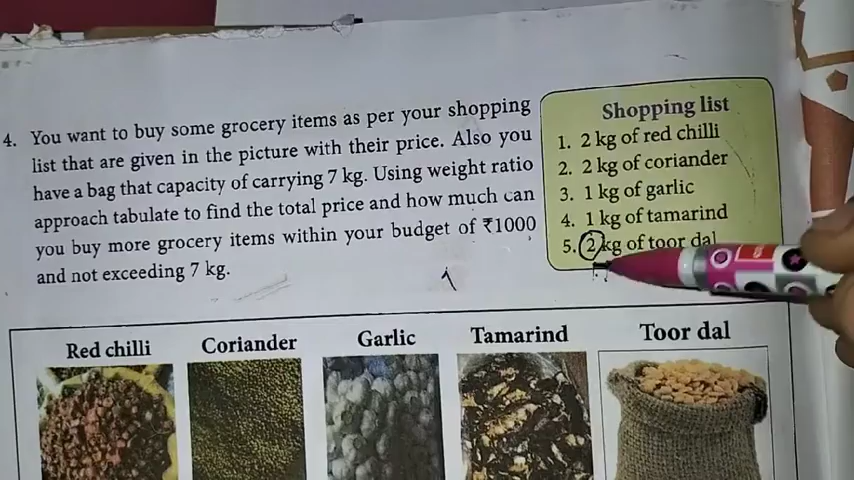 4. You want to buy some grocery items as per your shopping
list that are given in the picture with their price. Also you
have a bag that capacity of carrying 7 kg. Using weight ratio
approach tabulate to find the total price and how much can
you buy more grocery items within your budget of ₹1000
and not exceeding 7 kg.
Shopping list
1. 2 kg of red chilli
2. 2 kg of coriander
3. 1 kg of garlic
4. 1 kg of tamarind
5. 2 kg of toor dal
Red chilli
Coriander
Garlic
Tamarind
Toor dal